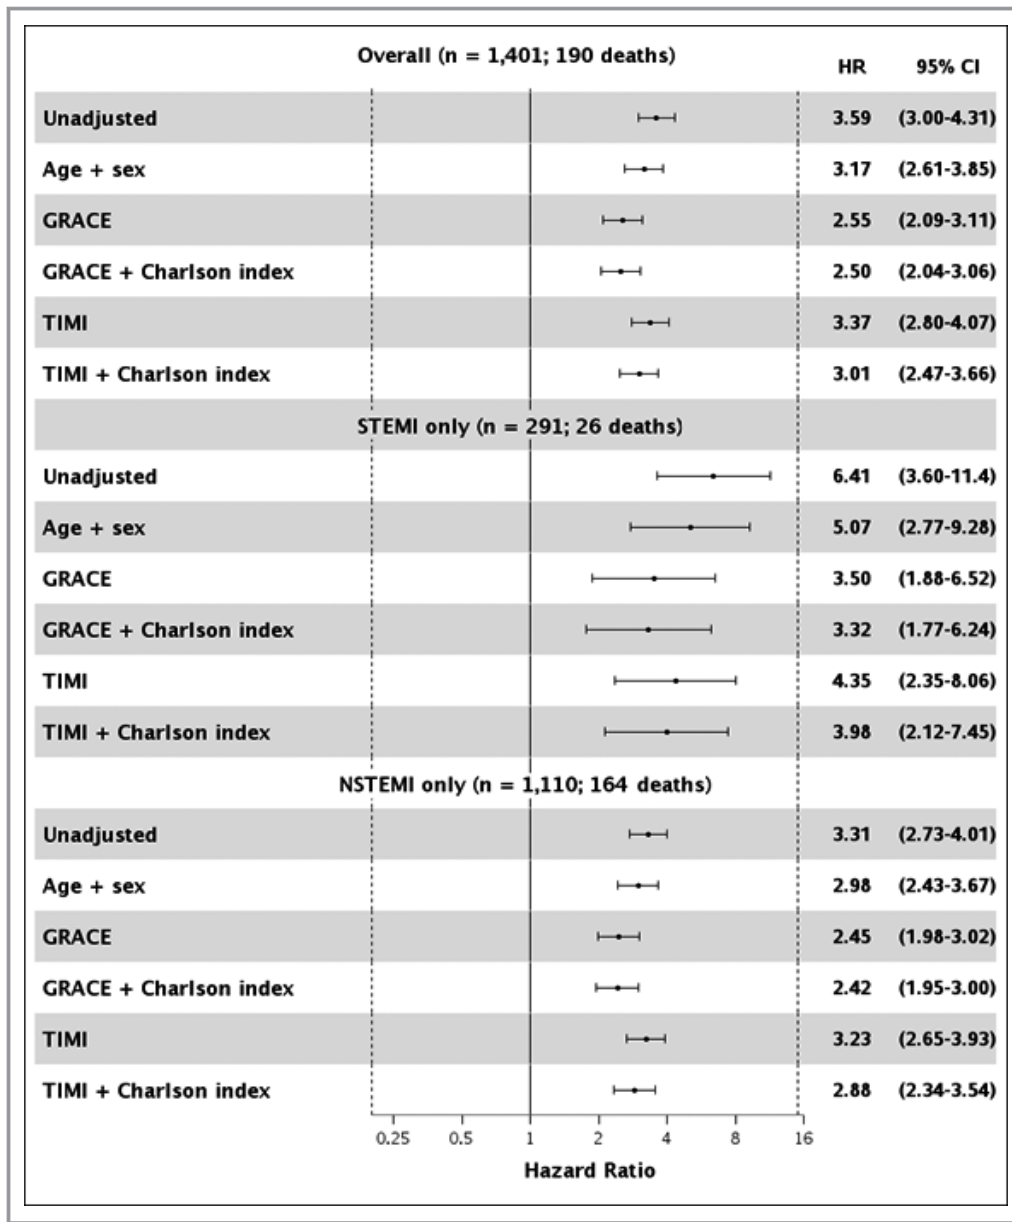 Overall (n = 1,401; 190 deaths)
HR 95% CI
Unadjusted 3.59 (3.00-4.31)
Age + sex 3.17 (2.61-3.85)
GRACE 2.55 (2.09-3.11)
GRACE + Charlson index 2.50 (2.04-3.06)
TIMI 3.37 (2.80-4.07)
TIMI + Charlson index 3.01 (2.47-3.66)
STEMI only (n = 291; 26 deaths)
Unadjusted 6.41 (3.60-11.4)
Age + sex 5.07 (2.77-9.28)
GRACE 3.50 (1.88-6.52)
GRACE + Charlson index 3.32 (1.77-6.24)
TIMI 4.35 (2.35-8.06)
TIMI + Charlson index 3.98 (2.12-7.45)
NSTEMI only (n = 1,110; 164 deaths)
Unadjusted 3.31 (2.73-4.01)
Age + sex 2.98 (2.43-3.67)
GRACE 2.45 (1.98-3.02)
GRACE + Charlson index 2.42 (1.95-3.00)
TIMI 3.23 (2.65-3.93)
TIMI + Charlson index 2.88 (2.34-3.54)
0.25 0.5 1 2 4 8 16
Hazard Ratio